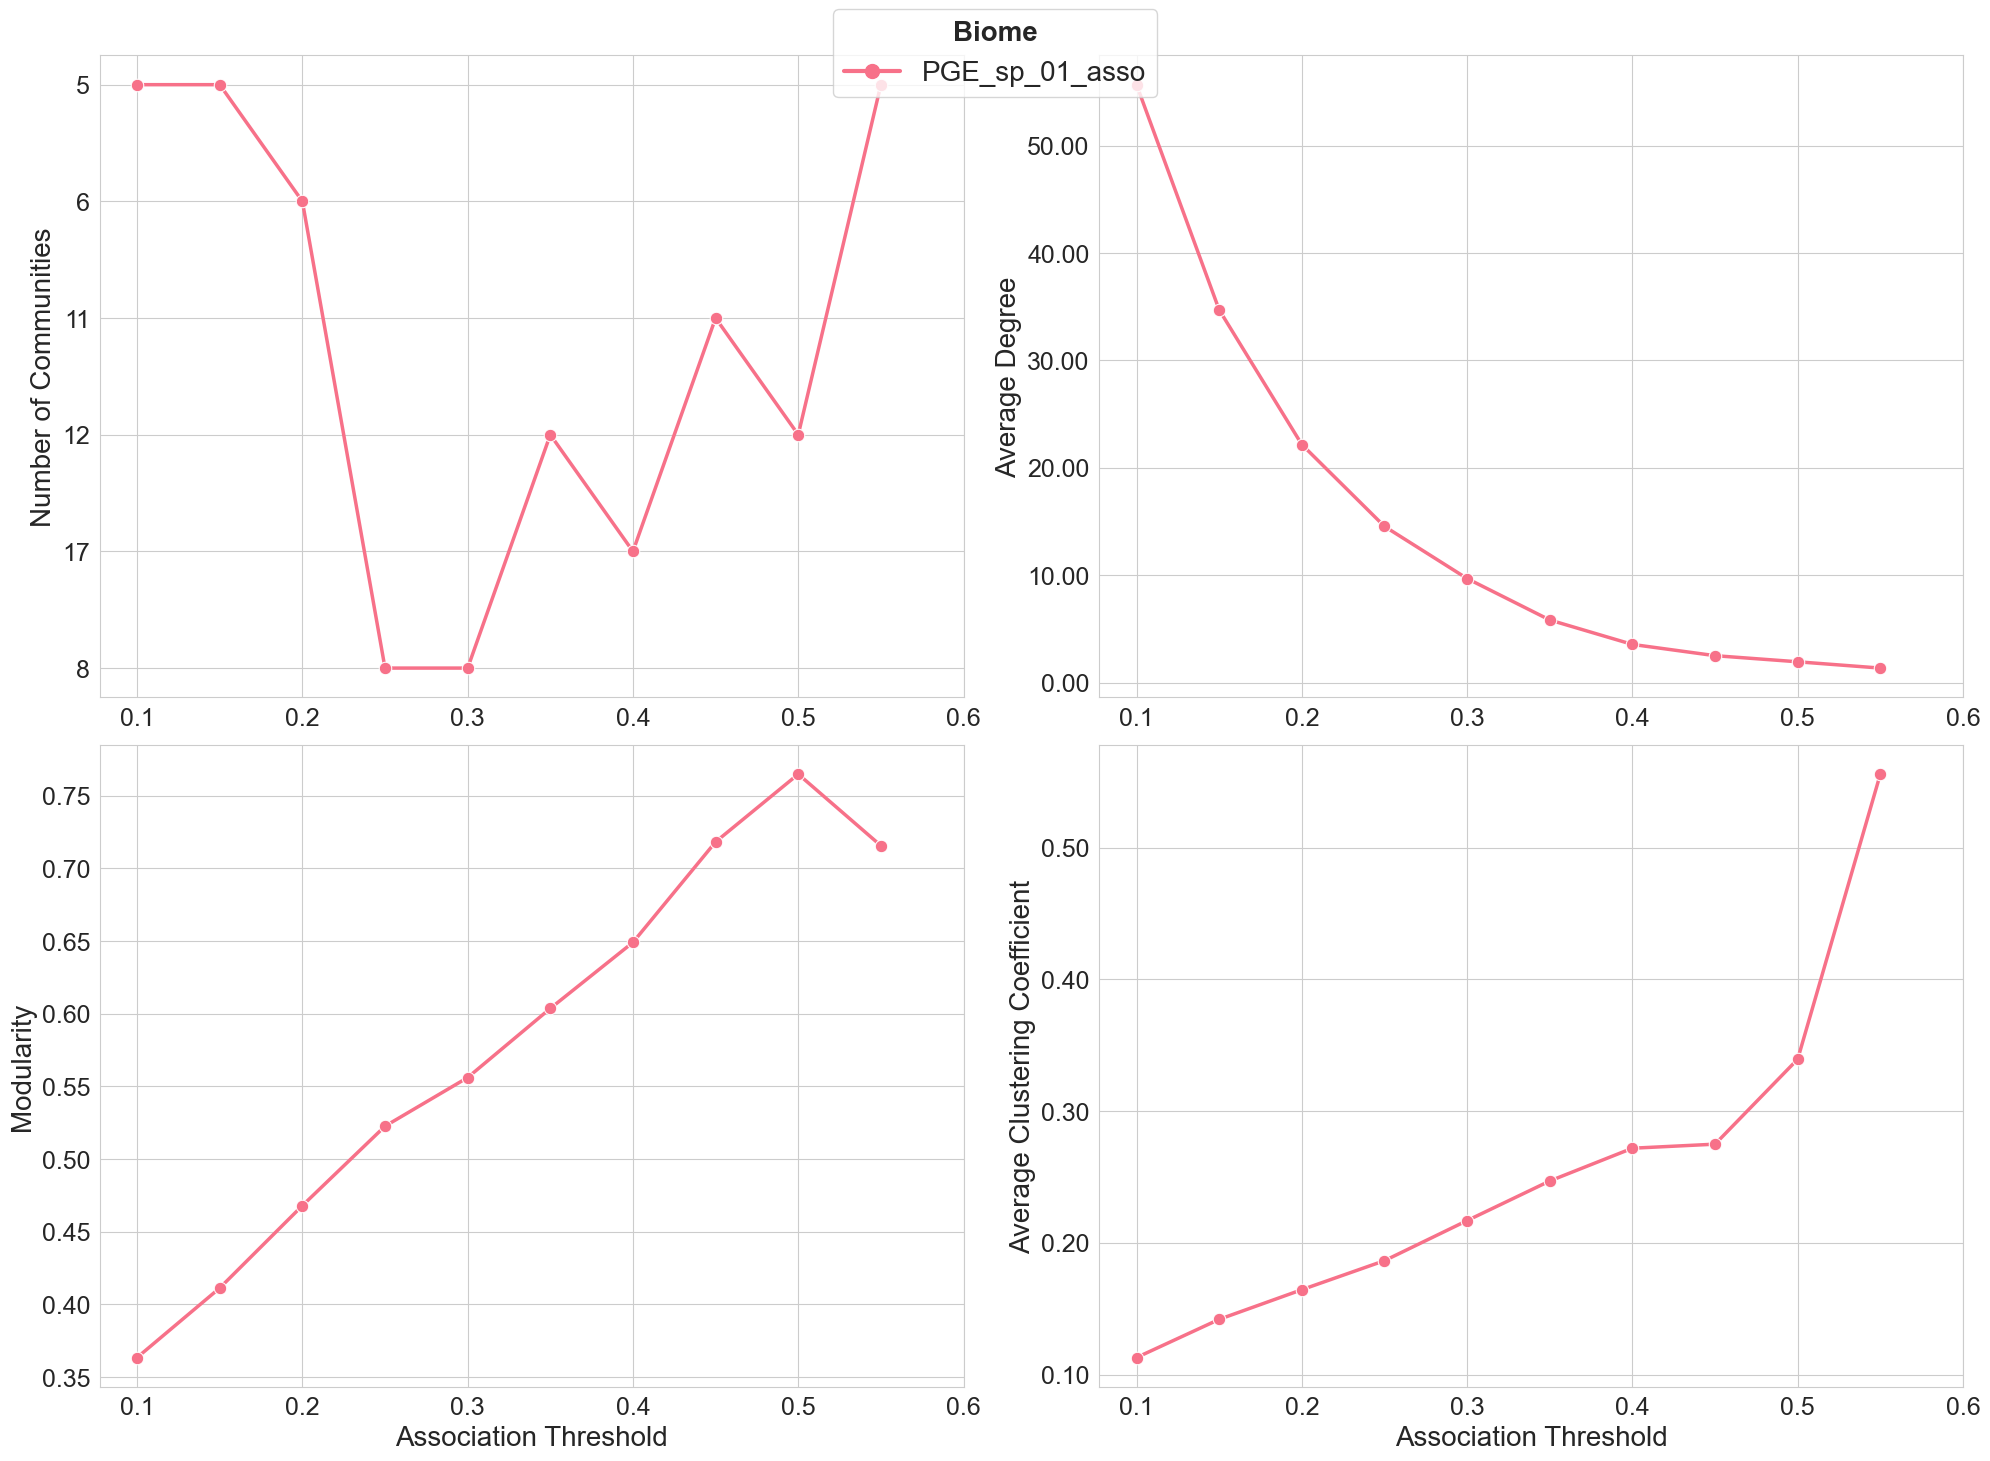 Biome
PGE_sp_01_asso
Number of Communities
5
6
11
12
17
8
0.1 0.2 0.3 0.4 0.5 0.6
Average Degree
50.00
40.00
30.00
20.00
10.00
0.00
0.1 0.2 0.3 0.4 0.5 0.6
Modularity
0.75
0.70
0.65
0.60
0.55
0.50
0.45
0.40
0.35
0.1 0.2 0.3 0.4 0.5 0.6
Association Threshold
Average Clustering Coefficient
0.50
0.40
0.30
0.20
0.10
0.1 0.2 0.3 0.4 0.5 0.6
Association Threshold